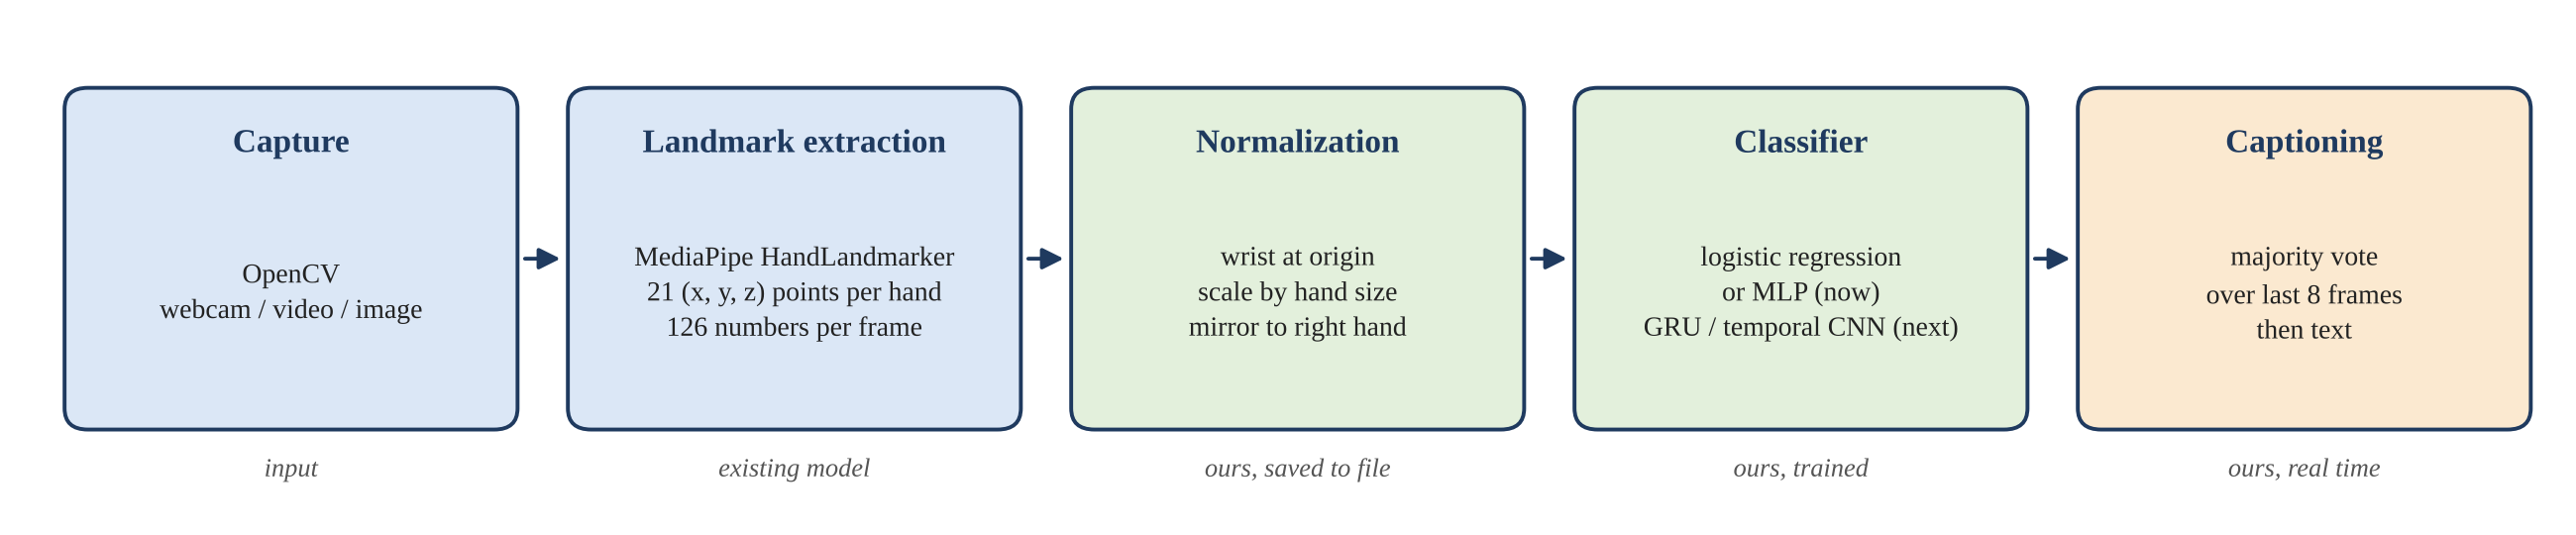 Capture
OpenCV
webcam / video / image
input
Landmark extraction
MediaPipe HandLandmarker
21 (x, y, z) points per hand
126 numbers per frame
existing model
Normalization
wrist at origin
scale by hand size
mirror to right hand
ours, saved to file
Classifier
logistic regression
or MLP (now)
GRU / temporal CNN (next)
ours, trained
Captioning
majority vote
over last 8 frames
then text
ours, real time